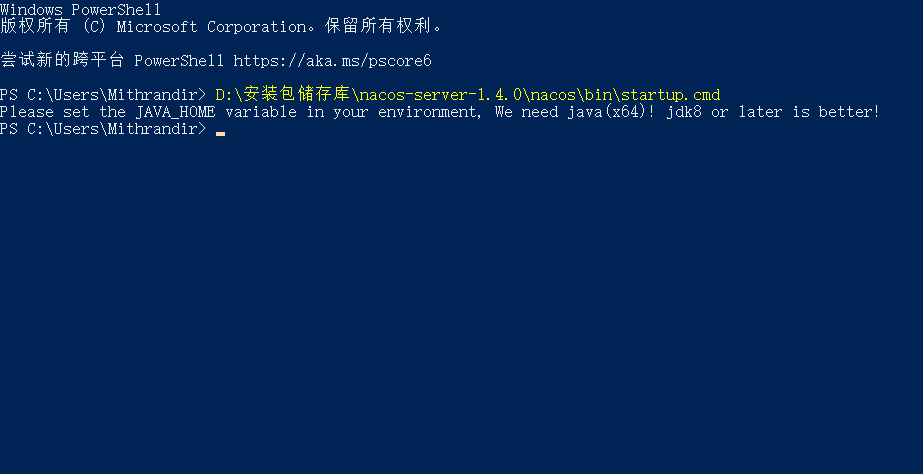 Windows PowerShell
版权所有 (C) Microsoft Corporation。保留所有权利。
尝试新的跨平台 PowerShell https://aka.ms/pscore6
PS C:\Users\Mithrandir> D:\安装包储存库\nacos-server-1.4.0\nacos\bin\startup.cmd
Please set the JAVA_HOME variable in your environment, We need java(x64)! jdk8 or later is better!
PS C:\Users\Mithrandir>